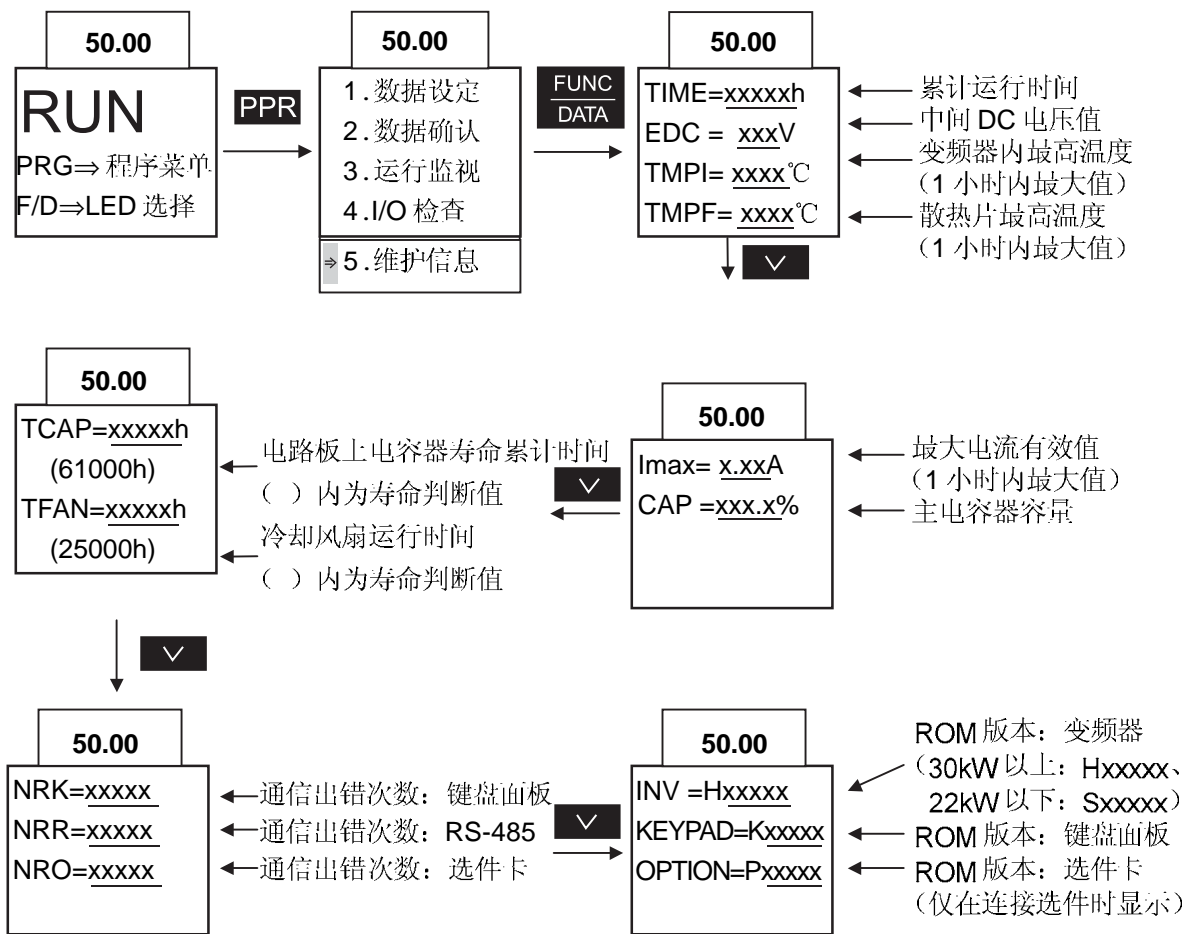 50.00
RUN
PRG⇒程序菜单
F/D⇒LED 选择
PPR
50.00
1.数据设定
2.数据确认
3.运行监视
4.I/O 检查
⇒5.维护信息
FUNC
DATA
50.00
TIME=xxxxxh
EDC = xxxV
TMPI= xxxx℃
TMPF= xxxx℃
累计运行时间
中间 DC 电压值
变频器内最高温度
（1 小时内最大值）
散热片最高温度
（1 小时内最大值）
50.00
Imax= x.xxA
CAP =xxx.x%
最大电流有效值
（1 小时内最大值）
主电容器容量
50.00
TCAP=xxxxxh
(61000h)
TFAN=xxxxxh
(25000h)
电路板上电容器寿命累计时间
（ ）内为寿命判断值
冷却风扇运行时间
（ ）内为寿命判断值
50.00
NRK=xxxxx
NRR=xxxxx
NRO=xxxxx
通信出错次数：键盘面板
通信出错次数：RS-485
通信出错次数：选件卡
50.00
INV =Hxxxxx
KEYPAD=Kxxxxx
OPTION=Pxxxxx
ROM 版本：变频器
（30kW 以上：Hxxxxx、
22kW 以下：Sxxxxx）
ROM 版本：键盘面板
ROM 版本：选件卡
（仅在连接选件时显示）